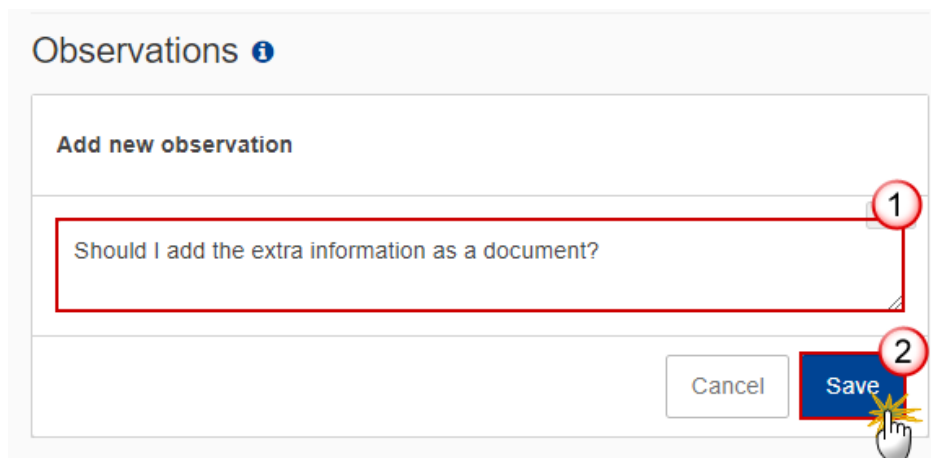 Observations
Add new observation
1
Should I add the extra information as a document?
2
Cancel
Save